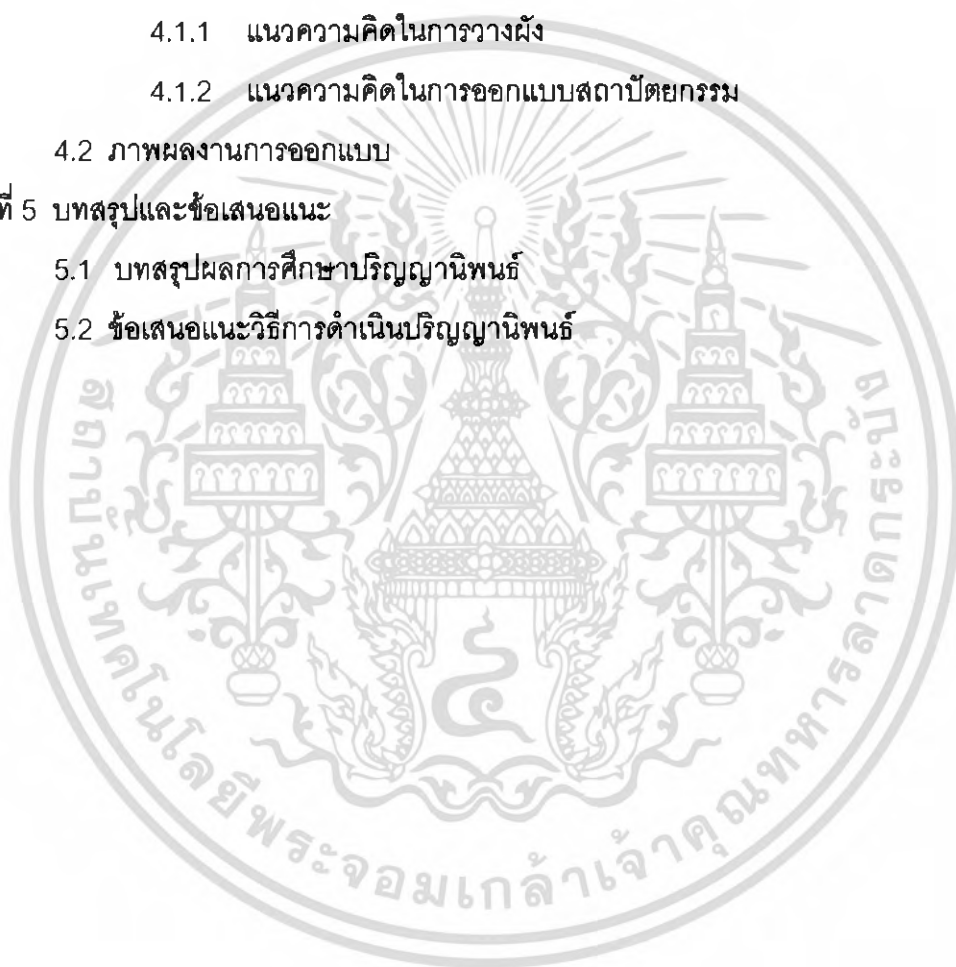 4.1.1 แนวความคิดในการวางผัง
4.1.2 แนวความคิดในการออกแบบสถาปัตยกรรม
4.2 ภาพผลงานการออกแบบ
ที่ 5 บทสรุปและข้อเสนอแนะ
5.1 บทสรุปผลการศึกษาปริญญานิพนธ์
5.2 ข้อเสนอแนะวิธีการดำเนินปริญญานิพนธ์
สถาบันเทคโนโลยีพระจอมเกล้าเจ้าคุณทหารลาดกระบัง
๔